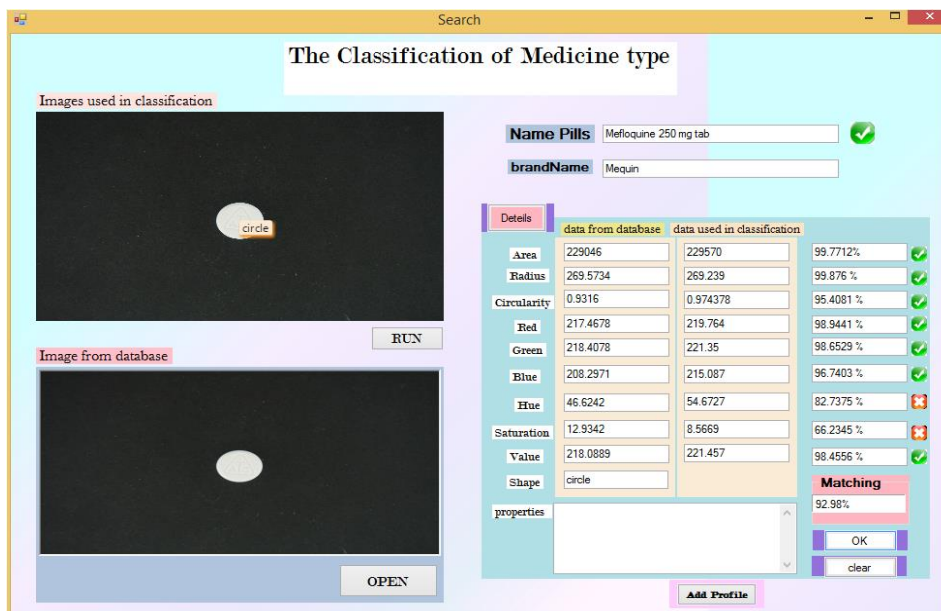 Search
The Classification of Medicine type
Images used in classification
circle
RUN
Image from database
OPEN
Name Pills Mefloquine 250 mg tab
brandName Mequin
Deteils
data from database data used in classification
Area 229046 229570 99.7712%
Radius 269.5734 269.239 99.876 %
Circularity 0.9316 0.974378 95.4081 %
Red 217.4678 219.764 98.9441 %
Green 218.4078 221.35 98.6529 %
Blue 208.2971 215.087 96.7403 %
Hue 46.6242 54.6727 82.7375 %
Saturation 12.9342 8.5669 66.2345 %
Value 218.0889 221.457 98.4556 %
Shape circle
Matching
92.98%
properties
OK
clear
Add Profile